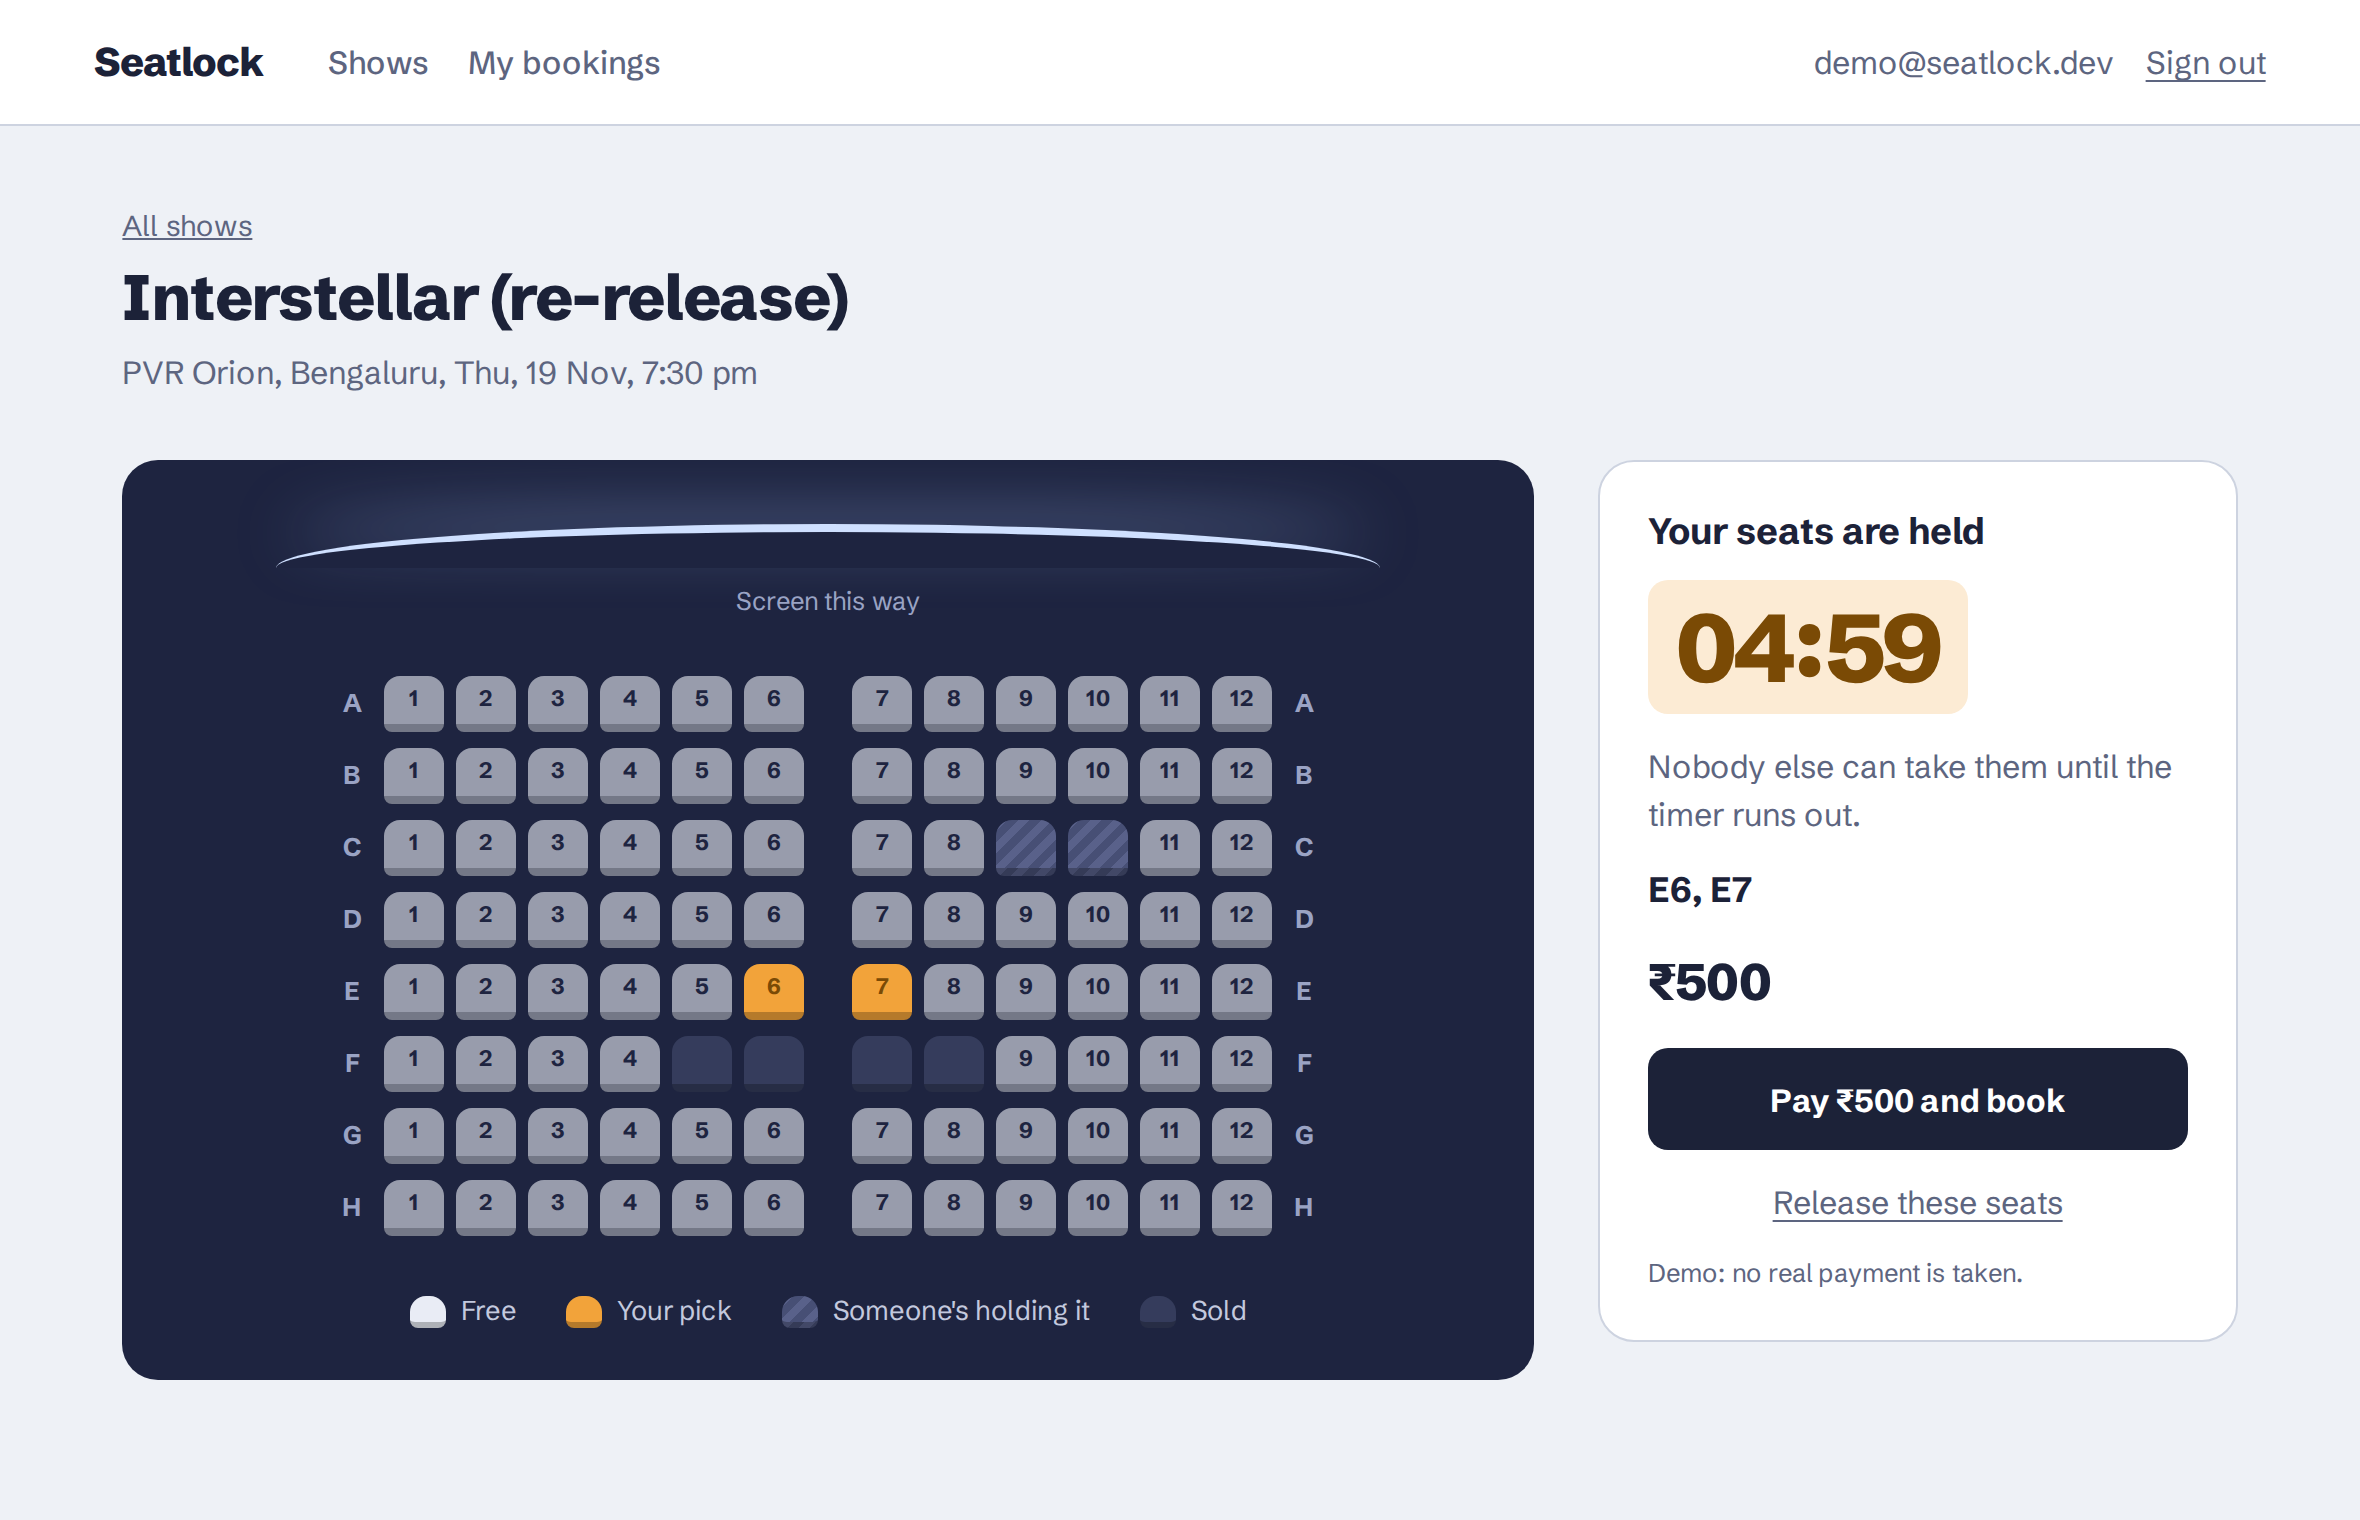 Seatlock Shows My bookings demo@seatlock.dev Sign out
All shows
Interstellar (re-release)
PVR Orion, Bengaluru, Thu, 19 Nov, 7:30 pm
Screen this way
A 1 2 3 4 5 6 7 8 9 10 11 12 A
B 1 2 3 4 5 6 7 8 9 10 11 12 B
C 1 2 3 4 5 6 7 8 11 12 C
D 1 2 3 4 5 6 7 8 9 10 11 12 D
E 1 2 3 4 5 6 7 8 9 10 11 12 E
F 1 2 3 4 9 10 11 12 F
G 1 2 3 4 5 6 7 8 9 10 11 12 G
H 1 2 3 4 5 6 7 8 9 10 11 12 H
Free Your pick Someone's holding it Sold
Your seats are held
04:59
Nobody else can take them until the
timer runs out.
E6, E7
₹500
Pay ₹500 and book
Release these seats
Demo: no real payment is taken.